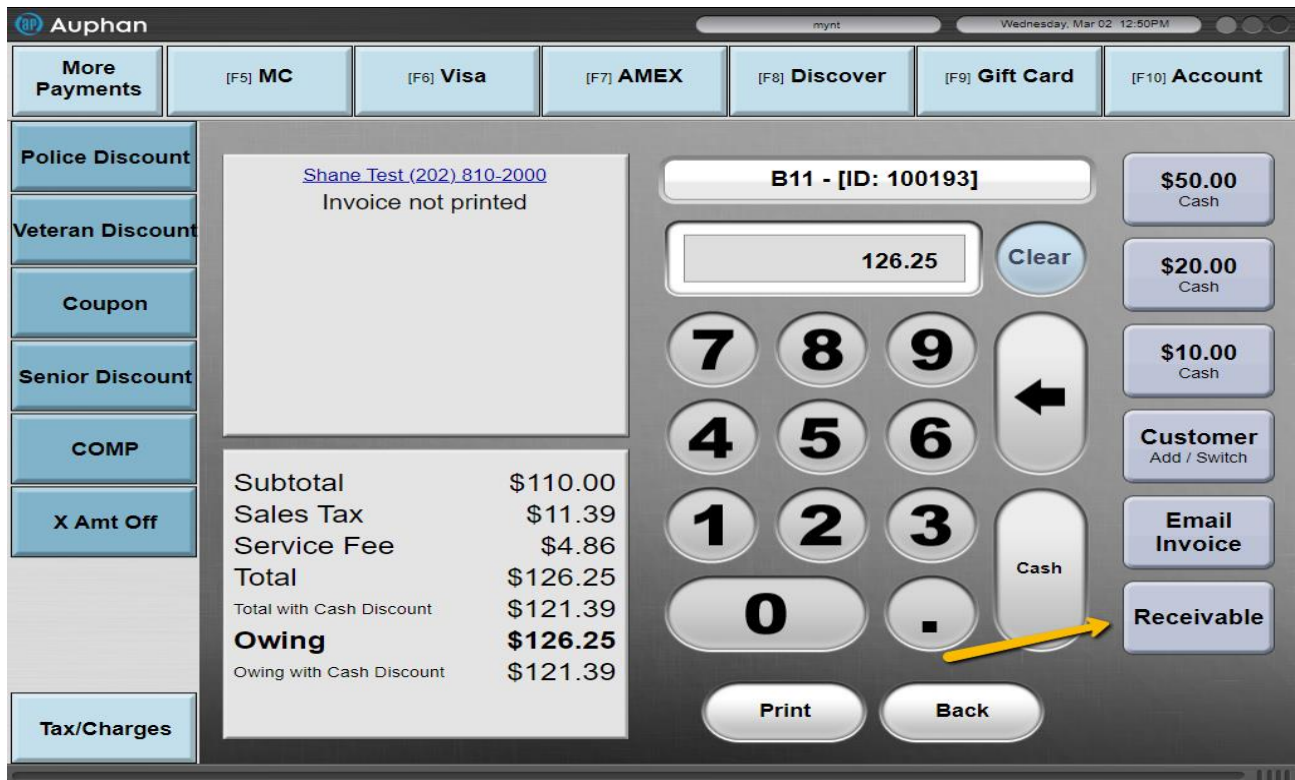 Auphan
mynt
Wednesday, Mar 02 12:50PM
More
Payments
[F5] MC
[F6] Visa
[F7] AMEX
[F8] Discover
[F9] Gift Card
[F10] Account
Police Discount
Veteran Discount
Coupon
Senior Discount
COMP
X Amt Off
Tax/Charges
Shane Test (202) 810-2000
Invoice not printed
Subtotal $110.00
Sales Tax $11.39
Service Fee $4.86
Total $126.25
Total with Cash Discount $121.39
Owing $126.25
Owing with Cash Discount $121.39
B11 - [ID: 100193]
126.25
Clear
7 8 9
4 5 6
1 2 3
Cash
0 .
Print
Back
$50.00
Cash
$20.00
Cash
$10.00
Cash
Customer
Add / Switch
Email
Invoice
Receivable